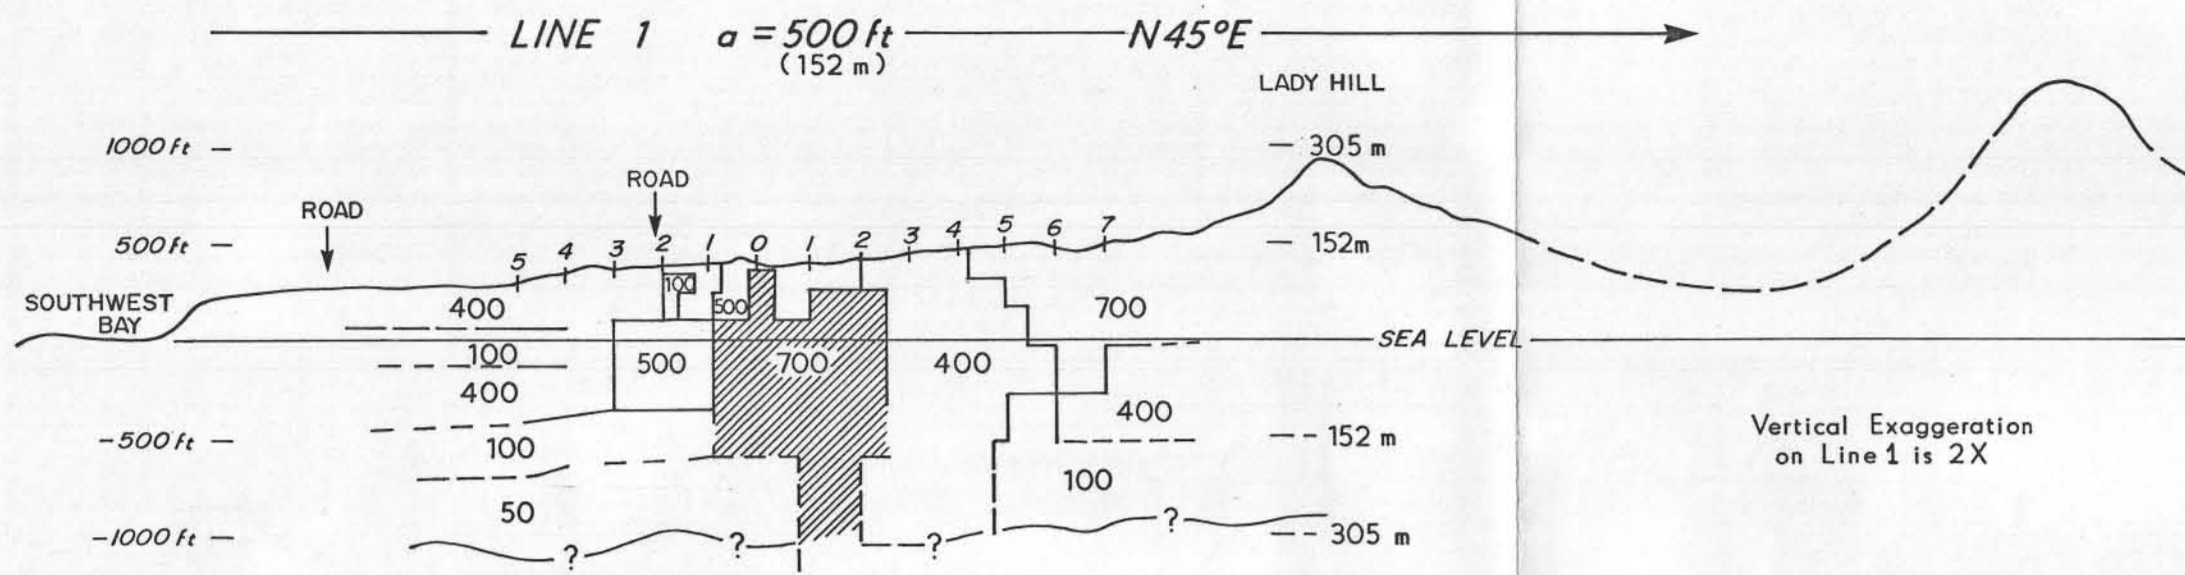 LINE 1 a = 500 ft N45°E
(152 m)
LADY HILL
1000 ft
305 m
ROAD
ROAD
500 ft
152m
5 4 3 2 1 0 1 2 3 4 5 6 7
SOUTHWEST
BAY
400
100
500
700
SEA LEVEL
100
500
700
400
400
400
-500 ft
152 m
100
100
50
-1000 ft
305 m
? ? ? ?
Vertical Exaggeration
on Line 1 is 2X